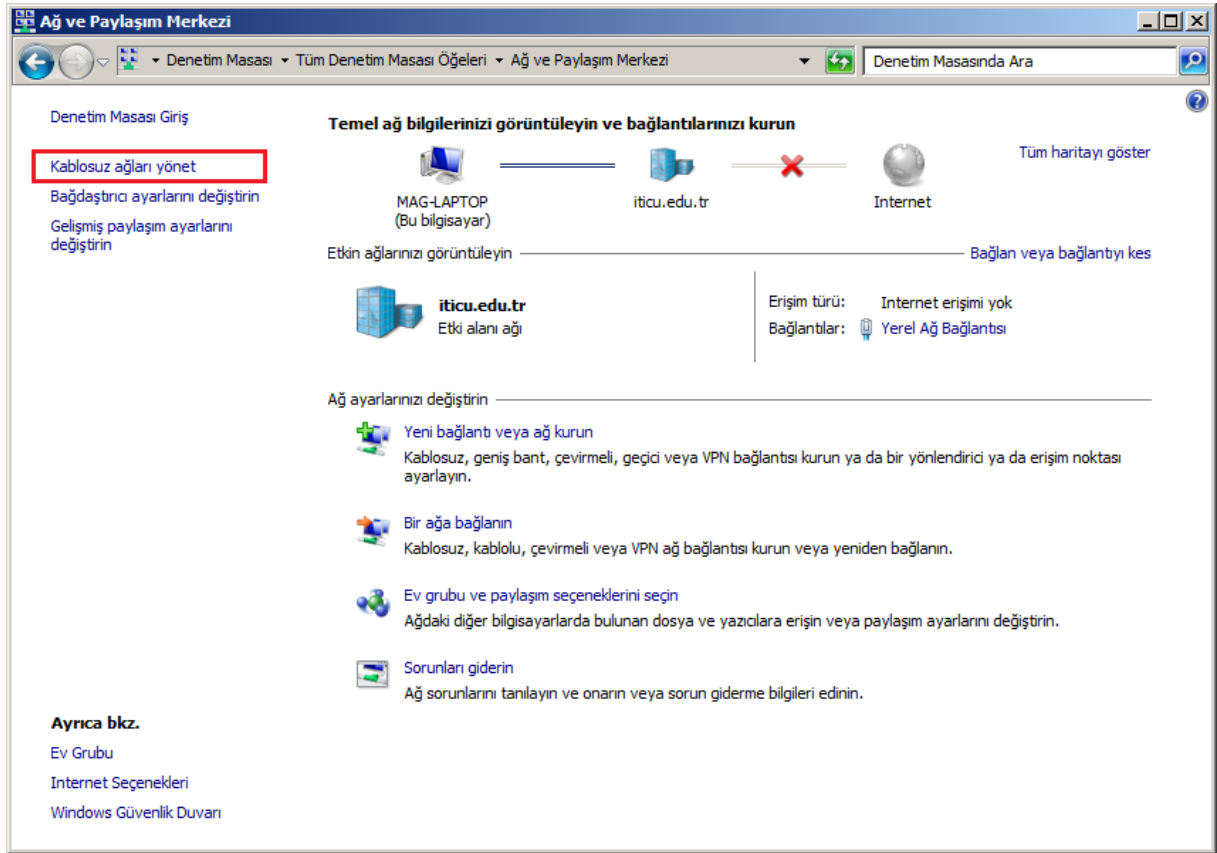 Ağ ve Paylaşım Merkezi
Denetim Masası Tüm Denetim Masası Öğeleri Ağ ve Paylaşım Merkezi
Denetim Masasında Ara
Denetim Masası Giriş
Kablosuz ağları yönet
Bağdaştırıcı ayarlarını değiştirin
Gelişmiş paylaşım ayarlarını
değiştirin
Temel ağ bilgilerinizi görüntüleyin ve bağlantılarınızı kurun
Tüm haritayı göster
MAG-LAPTOP
(Bu bilgisayar)
iticu.edu.tr
Internet
Etkin ağlarınızı görüntüleyin
Bağlan veya bağlantıyı kes
iticu.edu.tr
Etki alanı ağı
Erişim türü: Internet erişimi yok
Bağlantılar: Yerel Ağ Bağlantısı
Ağ ayarlarınızı değiştirin
Yeni bağlantı veya ağ kurun
Kablosuz, geniş bant, çevirmeli, geçici veya VPN bağlantısı kurun ya da bir yönlendirici ya da erişim noktası
ayarlayın.
Bir ağa bağlanın
Kablosuz, kablolu, çevirmeli veya VPN ağ bağlantısı kurun veya yeniden bağlanın.
Ev grubu ve paylaşım seçeneklerini seçin
Ağdaki diğer bilgisayarlarda bulunan dosya ve yazıcılara erişin veya paylaşım ayarlarını değiştirin.
Sorunları giderin
Ağ sorunlarını tanılayın ve onarın veya sorun giderme bilgileri edinin.
Ayrıca bkz.
Ev Grubu
Internet Seçenekleri
Windows Güvenlik Duvarı